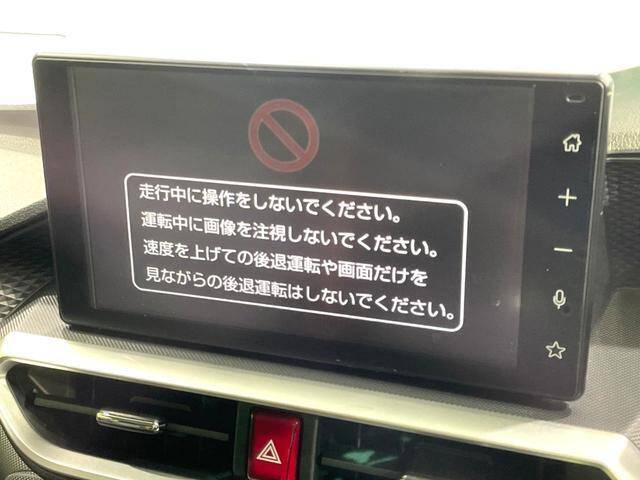 走行中に操作をしないでください。
運転中に画像を注視しないでください。
速度を上げての後退運転や画面だけを
見ながらの後退運転はしないでください。